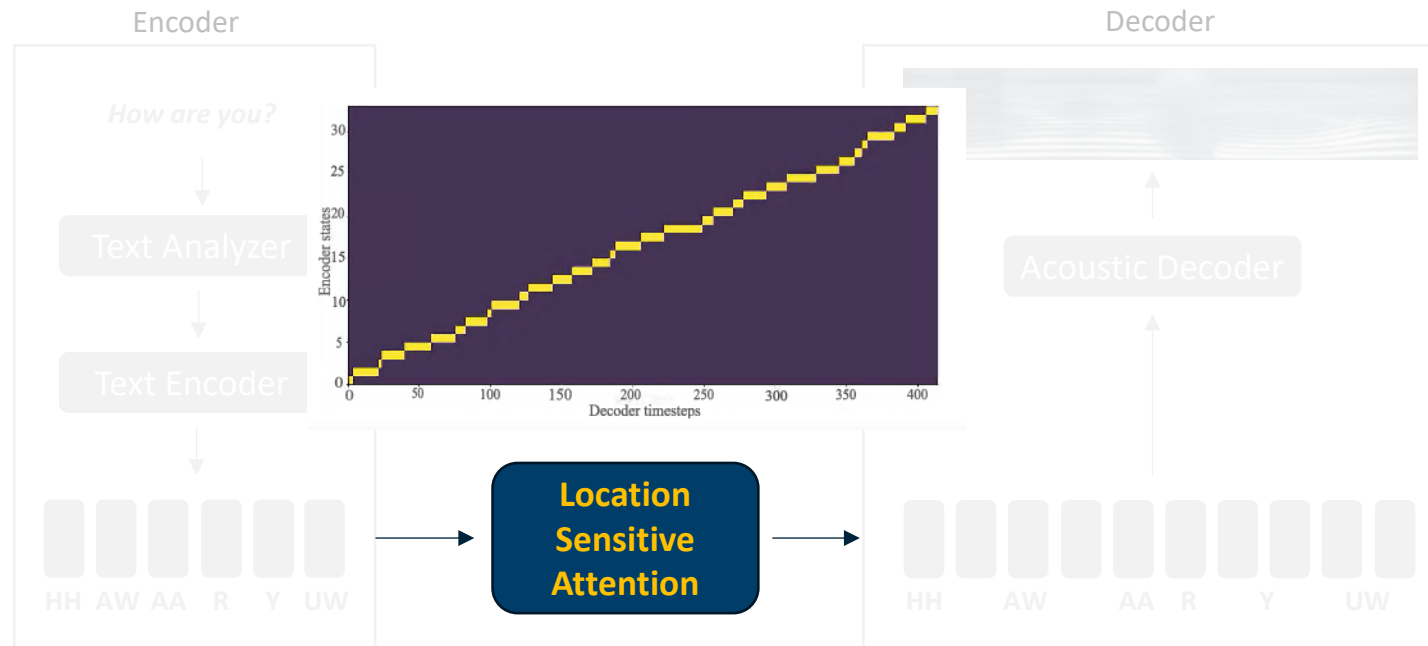 Encoder
Decoder
How are you?
Text Analyzer
Text Encoder
HH AW AA R Y UW
Encoder states
30
25
20
15
10
5
0
0 50 100 150 200 250 300 350 400
Decoder timesteps
Location
Sensitive
Attention
Acoustic Decoder
HH AW AA R Y UW